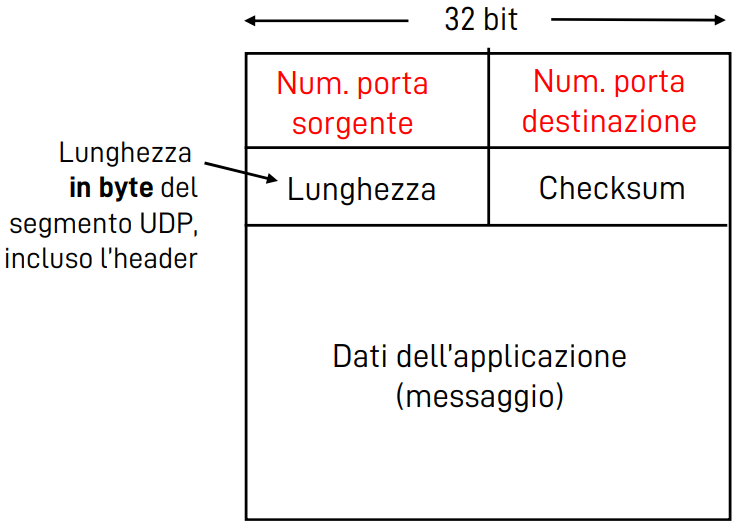 32 bit
Num. porta
sorgente
Num. porta
destinazione
Lunghezza
in byte del
segmento UDP,
incluso l'header
Lunghezza
Checksum
Dati dell'applicazione
(messaggio)